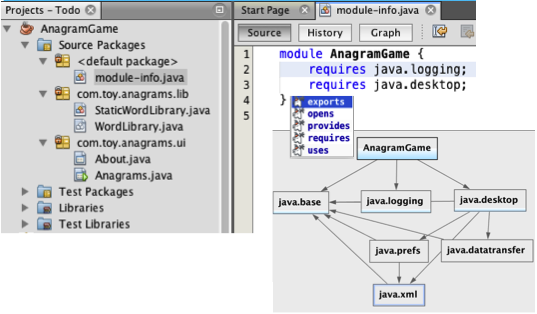 Projects – Todo
AnagramGame
Source Packages
<default package>
module-info.java
com.toy.anagrams.lib
StaticWordLibrary.java
WordLibrary.java
com.toy.anagrams.ui
About.java
Anagrams.java
Test Packages
Libraries
Test Libraries
Start Page
module-info.java
Source
History
Graph
1 module AnagramGame {
2 requires java.logging;
3 requires java.desktop;
4 }
5
exports
opens
provides
requires
uses
AnagramGame
java.base
java.logging
java.desktop
java.prefs
java.datatransfer
java.xml